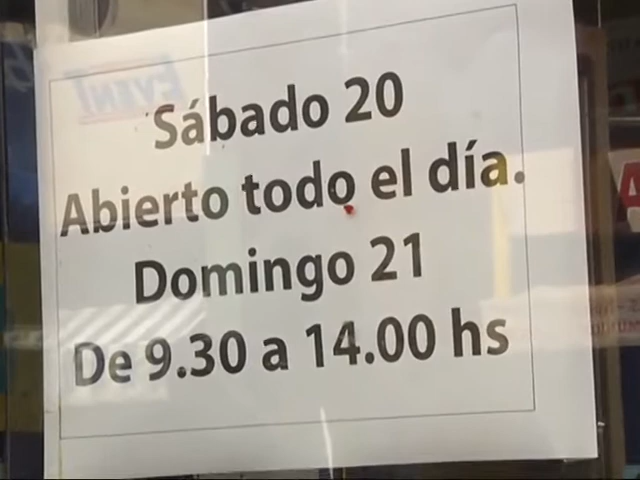 Sábado 20
Abierto todo el día.
Domingo 21
De 9.30 a 14.00 hs